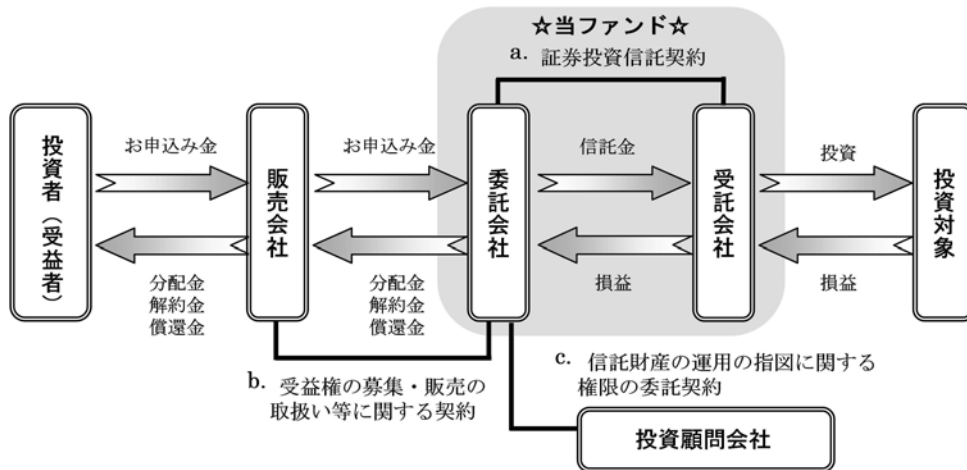 ☆当ファンド☆
a. 証券投資信託契約
投資者（受益者）
お申込み金
分配金
解約金
償還金
販売会社
お申込み金
分配金
解約金
償還金
委託会社
信託金
損益
受託会社
投資
損益
投資対象
b. 受益権の募集・販売の
取扱い等に関する契約
c. 信託財産の運用の指図に関する
権限の委託契約
投資顧問会社